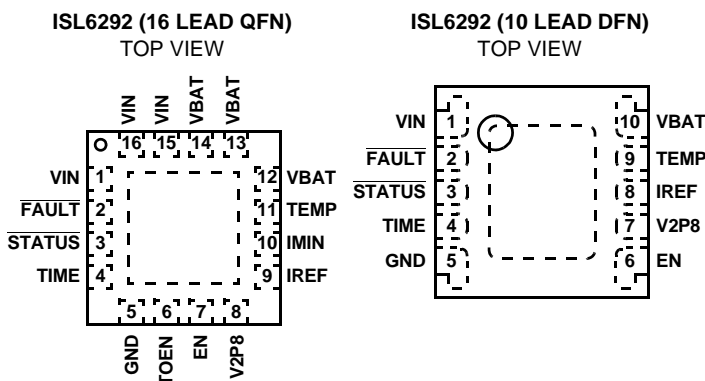 ISL6292 (16 LEAD QFN)
TOP VIEW
VIN
VIN
VBAT
VBAT
16 15 14 13
VIN 1
FAULT 2
STATUS 3
TIME 4
12 VBAT
11 TEMP
10 IMIN
9 IREF
5 6 7 8
GND
TOEN
EN
V2P8
ISL6292 (10 LEAD DFN)
TOP VIEW
VIN 1
FAULT 2
STATUS 3
TIME 4
GND 5
10 VBAT
9 TEMP
8 IREF
7 V2P8
6 EN